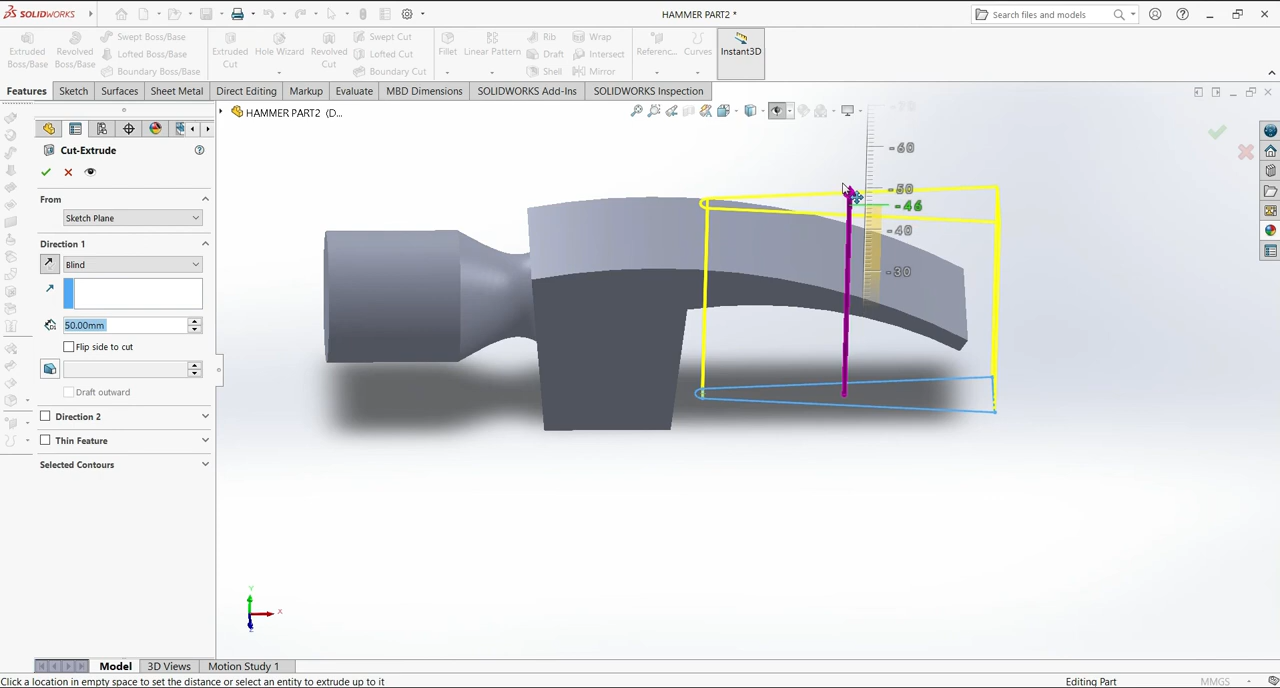 SOLIDWORKS
HAMMER PART2 *
Search files and models
Extruded Boss/Base
Revolved Boss/Base
Swept Boss/Base
Lofted Boss/Base
Boundary Boss/Base
Extruded Cut
Hole Wizard
Revolved Cut
Swept Cut
Lofted Cut
Boundary Cut
Fillet
Linear Pattern
Rib
Draft
Shell
Wrap
Intersect
Mirror
Referenc...
Curves
Instant3D
Features
Sketch
Surfaces
Sheet Metal
Direct Editing
Markup
Evaluate
MBD Dimensions
SOLIDWORKS Add-Ins
SOLIDWORKS Inspection
HAMMER PART2 (D...
Cut-Extrude
From
Sketch Plane
Direction 1
Blind
50.00mm
Flip side to cut
Draft outward
Direction 2
Thin Feature
Selected Contours
-60
-50
-46
-40
-30
Y
X
Z
Model
3D Views
Motion Study 1
Click a location in empty space to set the distance or select an entity to extrude up to it
Editing Part
MMGS